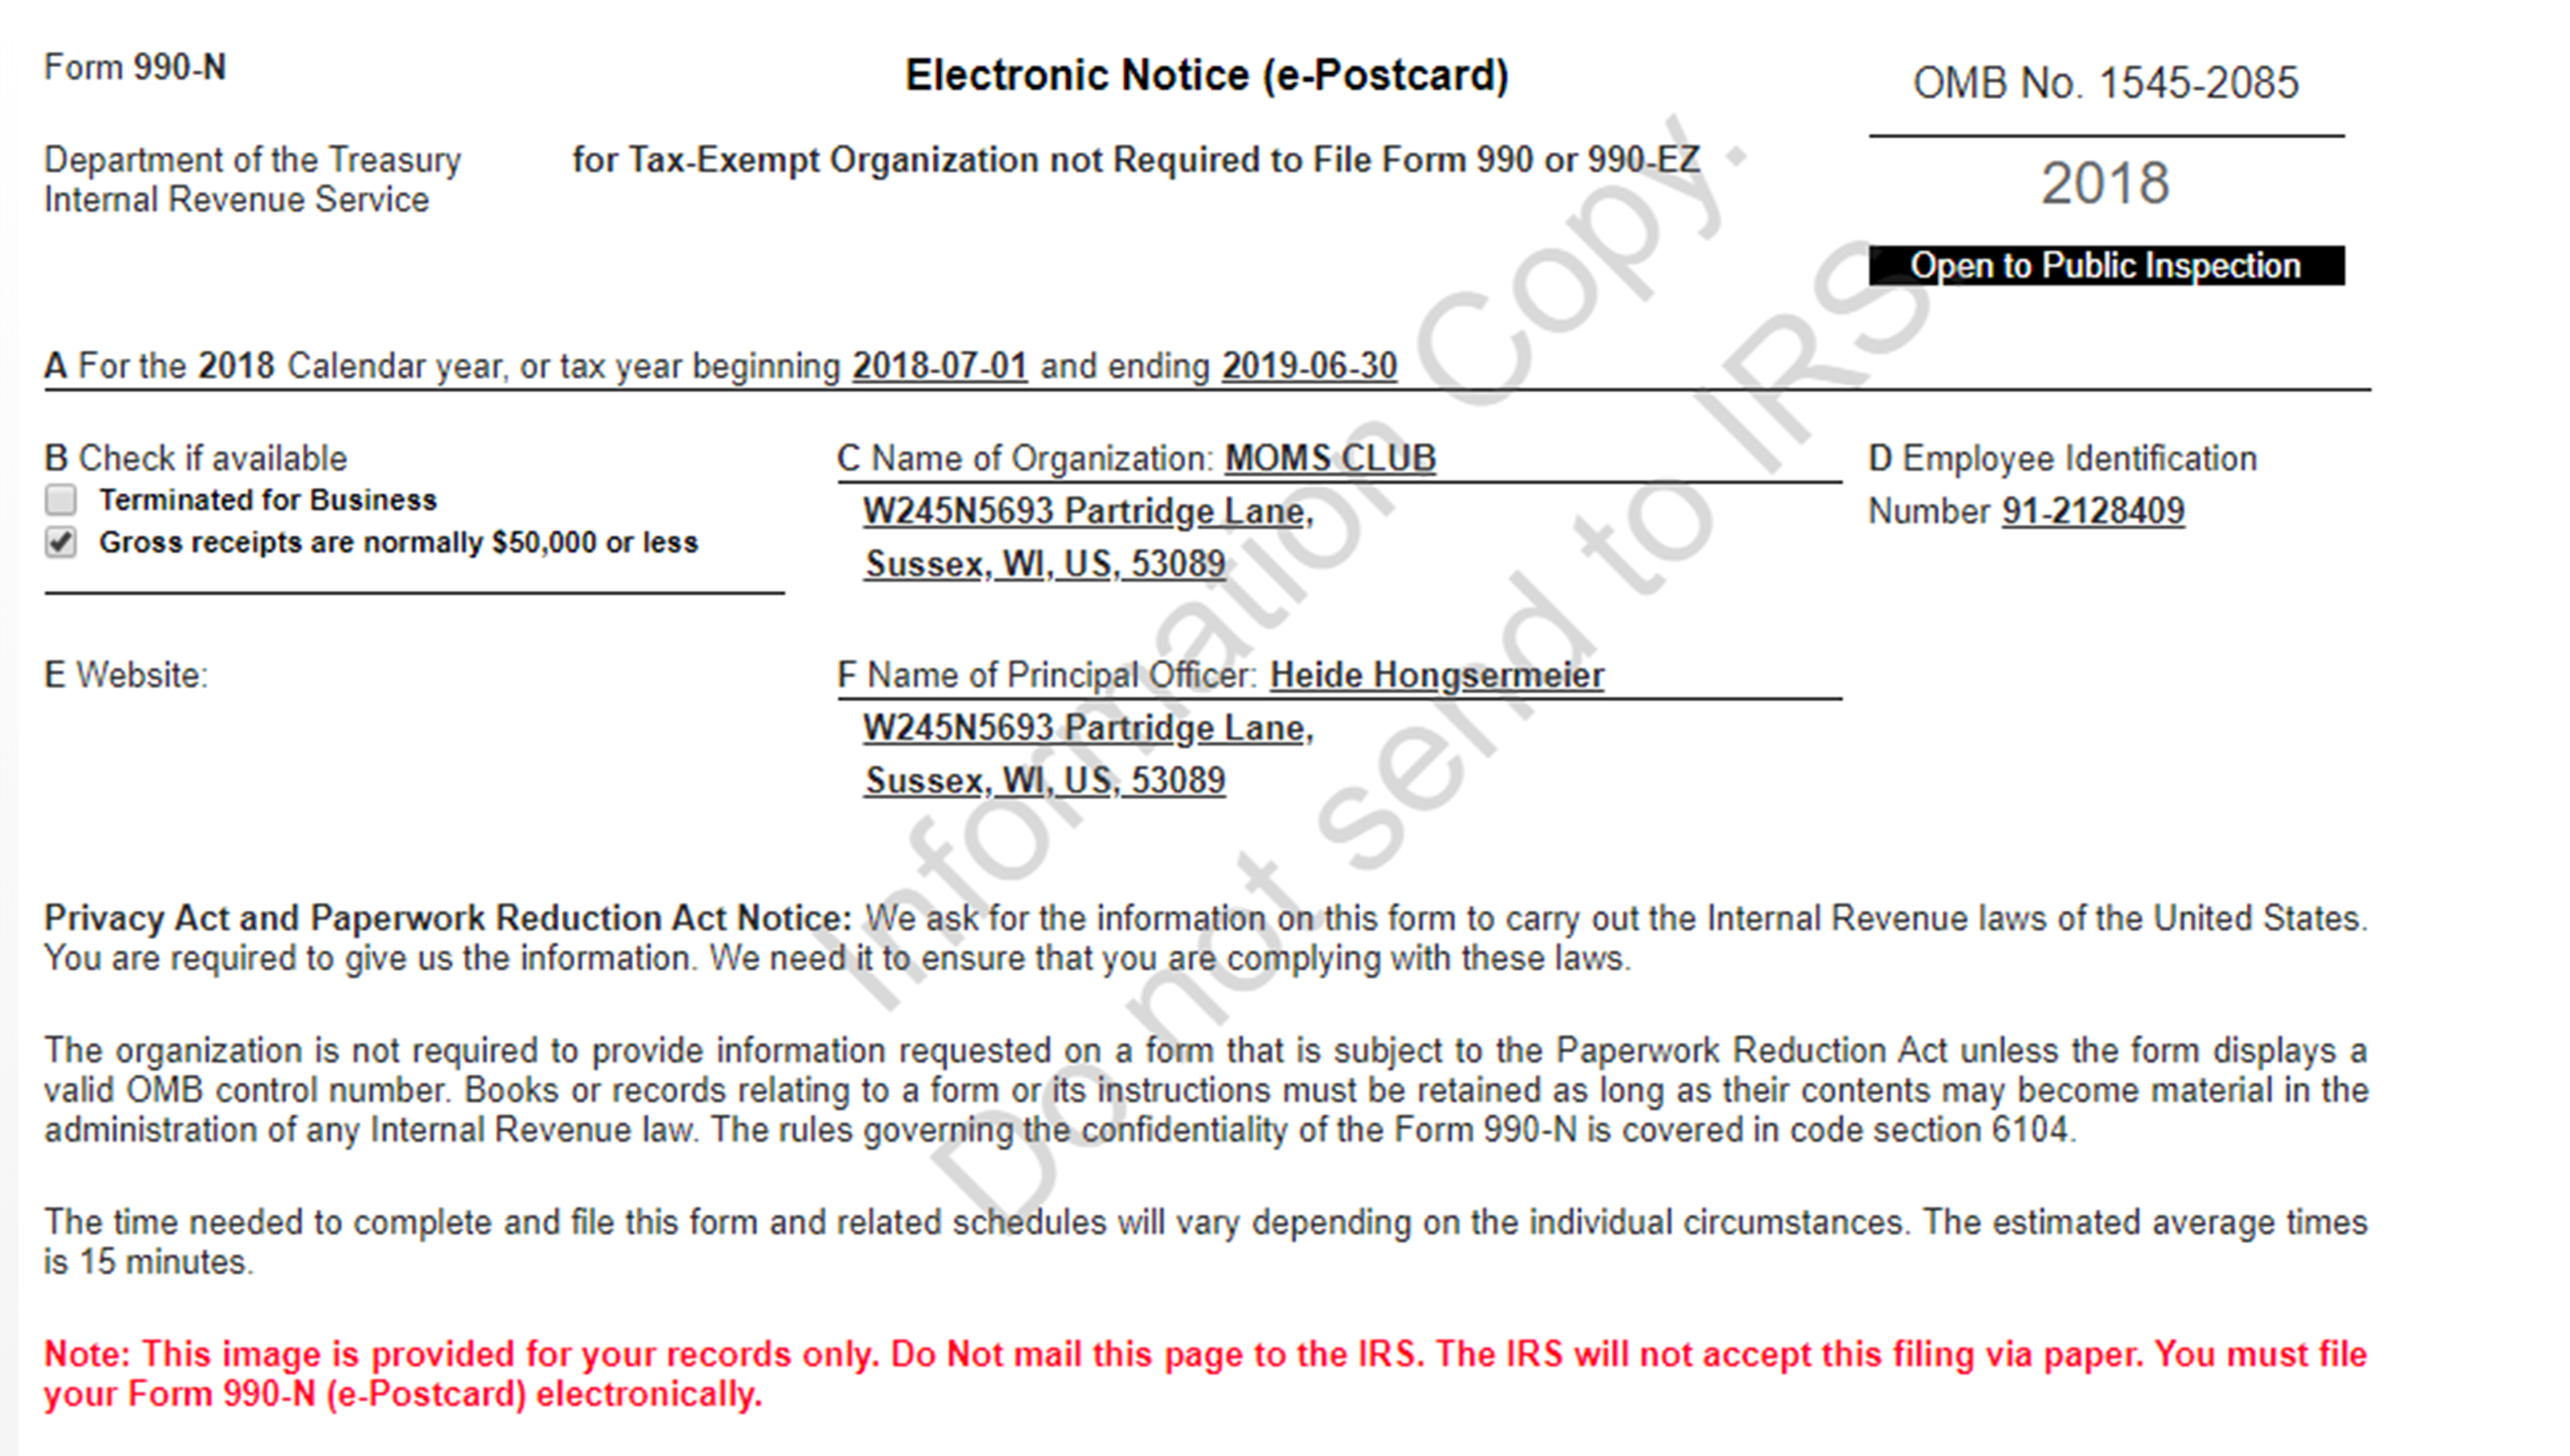 Form 990-N
Electronic Notice (e-Postcard)
OMB No. 1545-2085
Department of the Treasury
Internal Revenue Service
for Tax-Exempt Organization not Required to File Form 990 or 990-EZ
2018
Open to Public Inspection
A For the 2018 Calendar year, or tax year beginning 2018-07-01 and ending 2019-06-30
B Check if available
Terminated for Business
Gross receipts are normally $50,000 or less
C Name of Organization: MOMS CLUB
W245N5693 Partridge Lane,
Sussex, WI, US, 53089
D Employee Identification
Number 91-2128409
E Website:
F Name of Principal Officer: Heide Hongsermeier
W245N5693 Partridge Lane,
Sussex, WI, US, 53089
Privacy Act and Paperwork Reduction Act Notice: We ask for the information on this form to carry out the Internal Revenue laws of the United States.
You are required to give us the information. We need it to ensure that you are complying with these laws.
The organization is not required to provide information requested on a form that is subject to the Paperwork Reduction Act unless the form displays a
valid OMB control number. Books or records relating to a form or its instructions must be retained as long as their contents may become material in the
administration of any Internal Revenue law. The rules governing the confidentiality of the Form 990-N is covered in code section 6104.
The time needed to complete and file this form and related schedules will vary depending on the individual circumstances. The estimated average times
is 15 minutes.
Note: This image is provided for your records only. Do Not mail this page to the IRS. The IRS will not accept this filing via paper. You must file
your Form 990-N (e-Postcard) electronically.
Information Copy.
Do not send to IRS